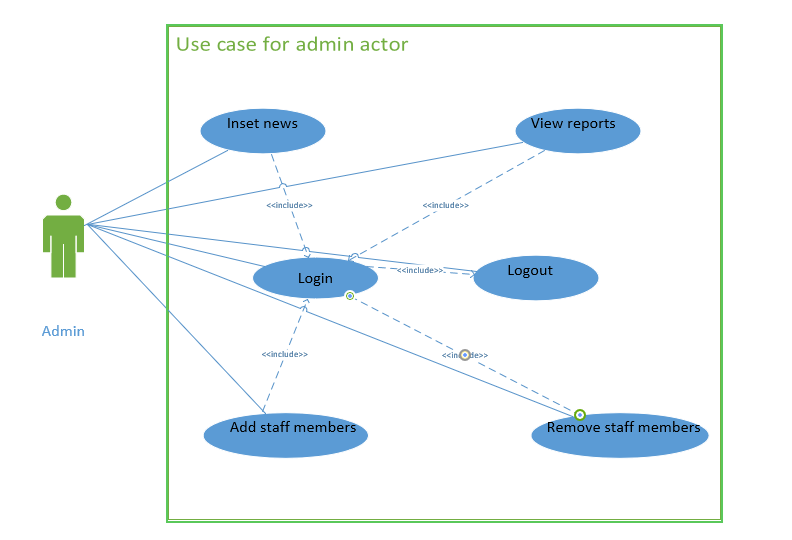 Use case for admin actor
Inset news
View reports
<<include>>
<<include>>
Login
<<include>>
Logout
Admin
<<include>>
<<include>>
Add staff members
Remove staff members